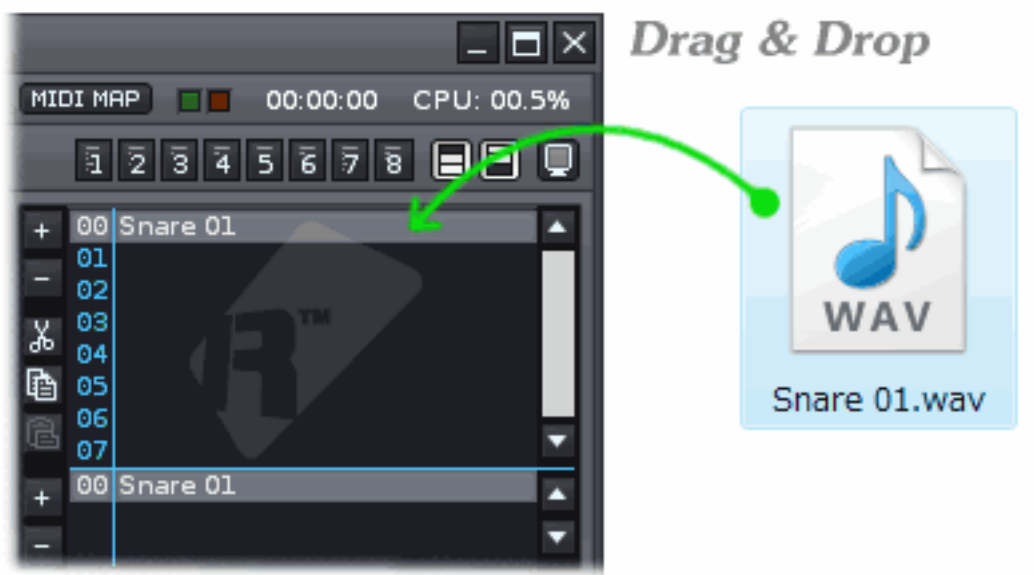 Drag & Drop
MIDI MAP 00:00:00 CPU: 00.5%
1 2 3 4 5 6 7 8
00 Snare 01
01
02
03
04
05
06
07
R™
00 Snare 01
WAV
Snare 01.wav